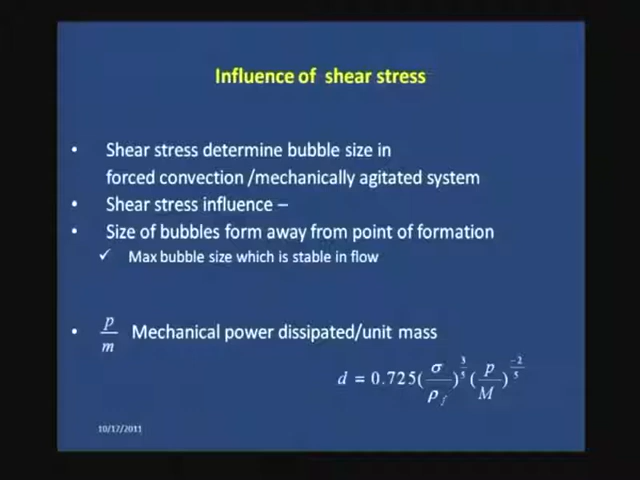 Influence of shear stress
• Shear stress determine bubble size in
forced convection /mechanically agitated system
• Shear stress influence –
• Size of bubbles form away from point of formation
✓ Max bubble size which is stable in flow
• p/m Mechanical power dissipated/unit mass
d = 0.725(σ/ρ_f)^(3/5) (p/M)^(-2/5)
10/17/2011